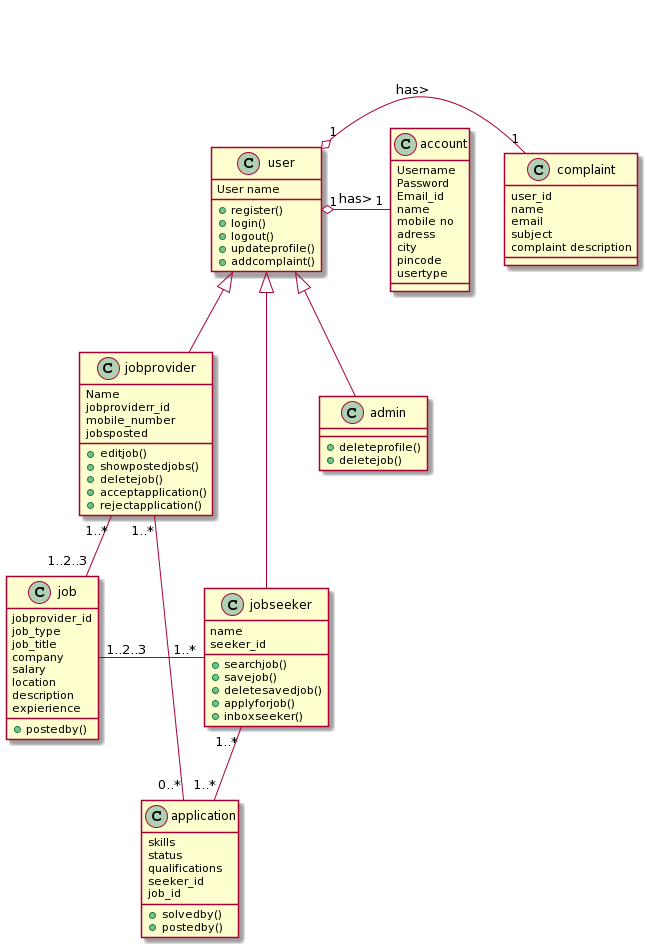 has>
1
1
C user
User name
register()
login()
logout()
updateprofile()
addcomplaint()
1
has>
1
C account
Username
Password
Email_id
name
mobile no
adress
city
pincode
usertype
C complaint
user_id
name
email
subject
complaint description
C jobprovider
Name
jobproviderr_id
mobile_number
jobsposted
editjob()
showpostedjobs()
deletejob()
acceptapplication()
rejectapplication()
C admin
deleteprofile()
deletejob()
1..*
1..*
1..2..3
C job
jobprovider_id
job_type
job_title
company
salary
location
description
expierience
postedby()
1..2..3
1..*
C jobseeker
name
seeker_id
searchjob()
savejob()
deletesavedjob()
applyforjob()
inboxseeker()
1..*
0..*
1..*
C application
skills
status
qualifications
seeker_id
job_id
solvedby()
postedby()